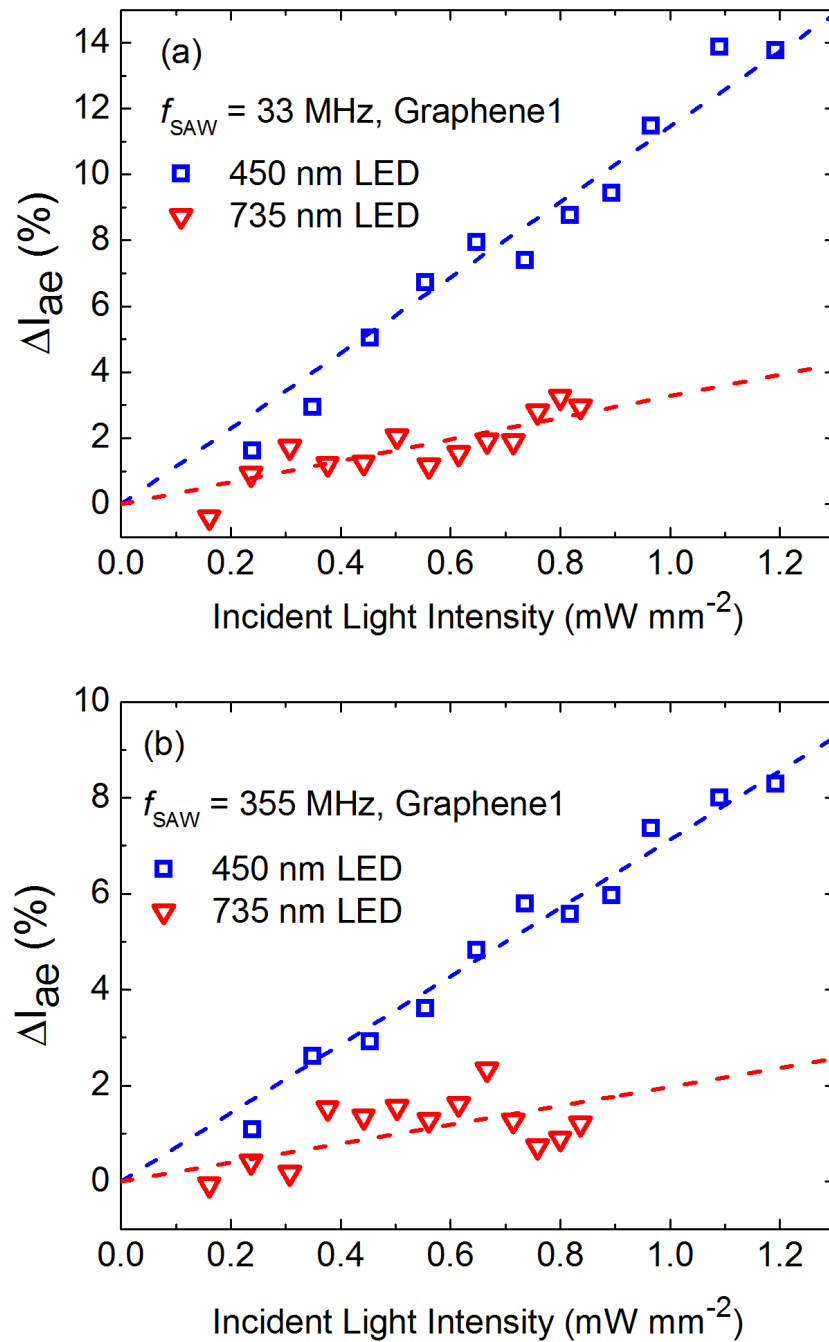 (a)
f_SAW = 33 MHz, Graphene1
450 nm LED
735 nm LED
ΔI_ae (%)
14
12
10
8
6
4
2
0
0.0 0.2 0.4 0.6 0.8 1.0 1.2
Incident Light Intensity (mW mm⁻²)
(b)
f_SAW = 355 MHz, Graphene1
450 nm LED
735 nm LED
ΔI_ae (%)
10
8
6
4
2
0
0.0 0.2 0.4 0.6 0.8 1.0 1.2
Incident Light Intensity (mW mm⁻²)